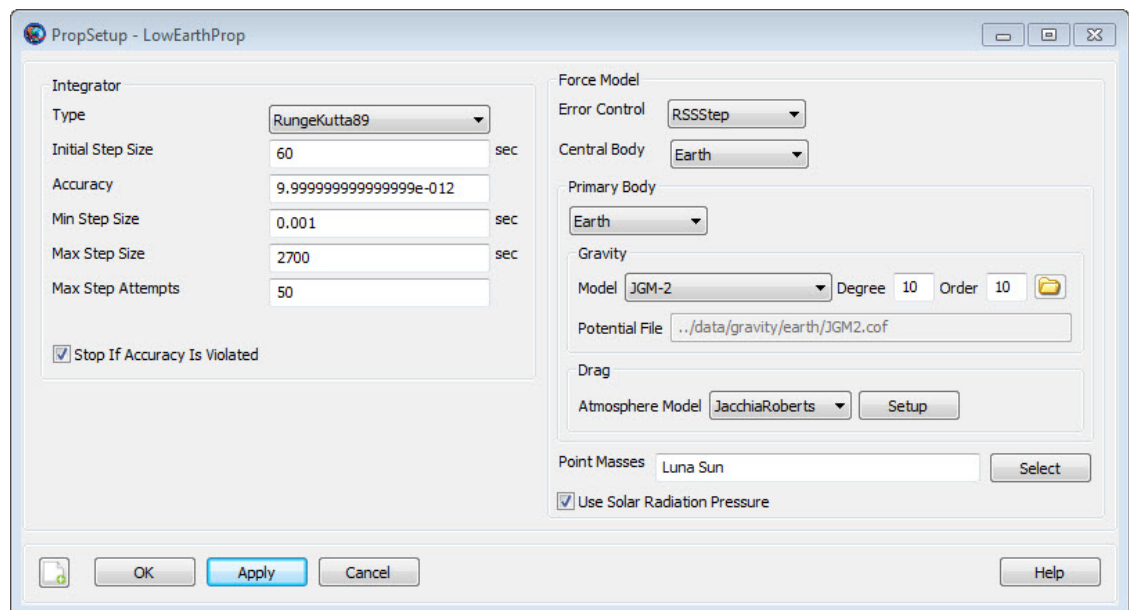 PropSetup - LowEarthProp
Integrator
Type RungeKutta89
Initial Step Size 60 sec
Accuracy 9.999999999999999e-012
Min Step Size 0.001 sec
Max Step Size 2700 sec
Max Step Attempts 50
Stop If Accuracy Is Violated
Force Model
Error Control RSSStep
Central Body Earth
Primary Body
Earth
Gravity
Model JGM-2 Degree 10 Order 10
Potential File ../data/gravity/earth/JGM2.cof
Drag
Atmosphere Model JacchiaRoberts Setup
Point Masses Luna Sun Select
Use Solar Radiation Pressure
OK Apply Cancel Help